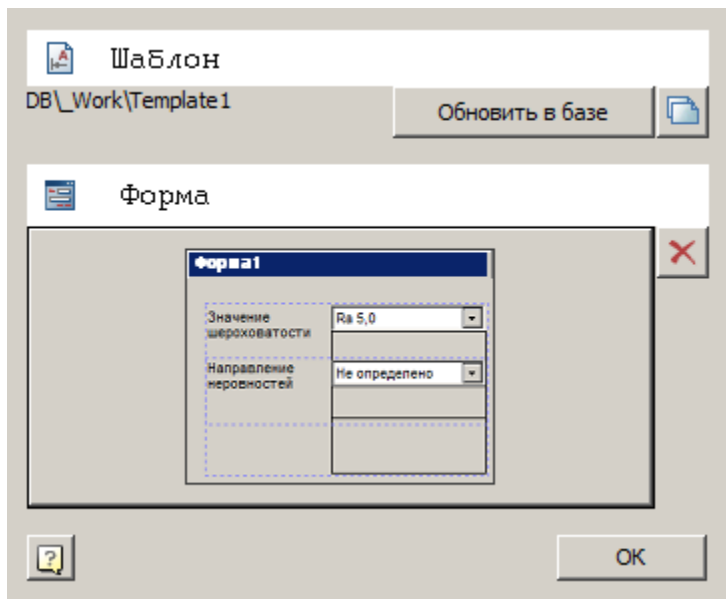 Шаблон
DB\_Work\Template1
Обновить в базе
Форма
Форма1
Значение
шероховатости
Ra 5,0
Направление
неровностей
Не определено
OK